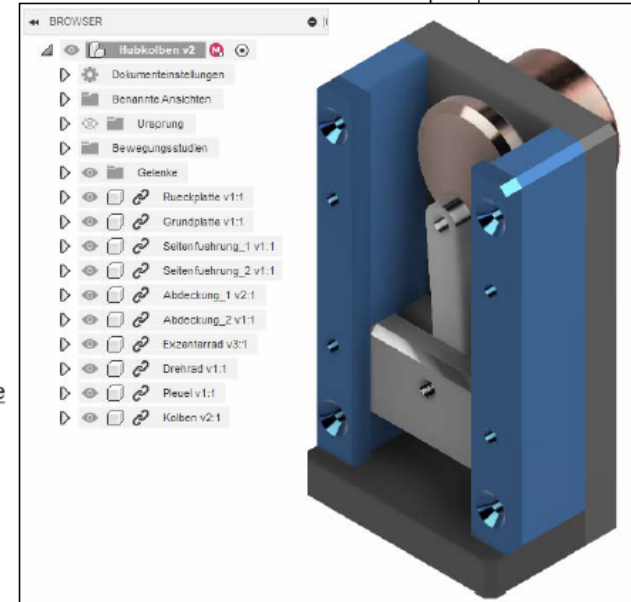 BROWSER
Hubkolben v2
Dokumenteinstellungen
Benannte Ansichten
Ursprung
Bewegungsstudien
Gelenke
Rueckplatte v1:1
Grundplatte v1:1
Seitenfuehrung_1 v1:1
Seitenfuehrung_2 v1:1
Abdeckung_1 v2:1
Abdeckung_2 v1:1
Exzenterrad v3:1
Drehrad v1:1
Pleuel v1:1
Kolben v2:1
e